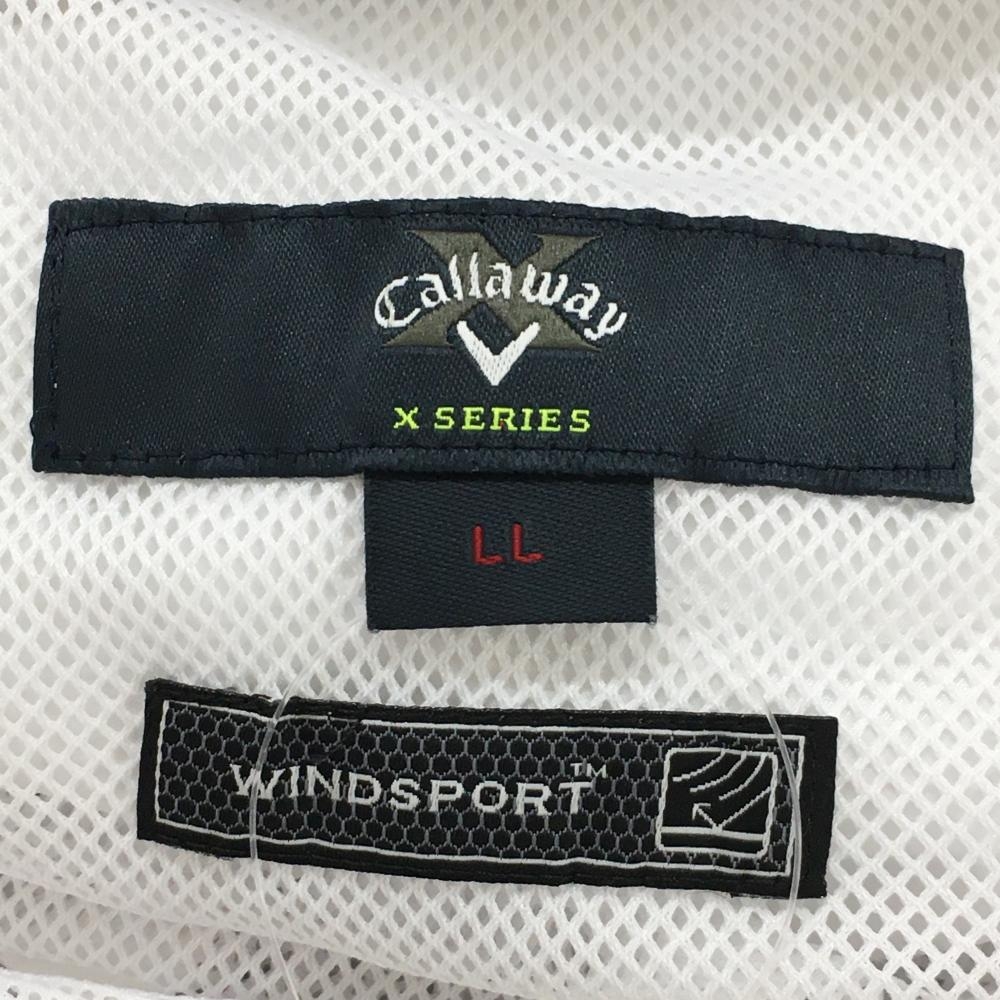 X
Callaway
X SERIES
LL
WINDSPORT™